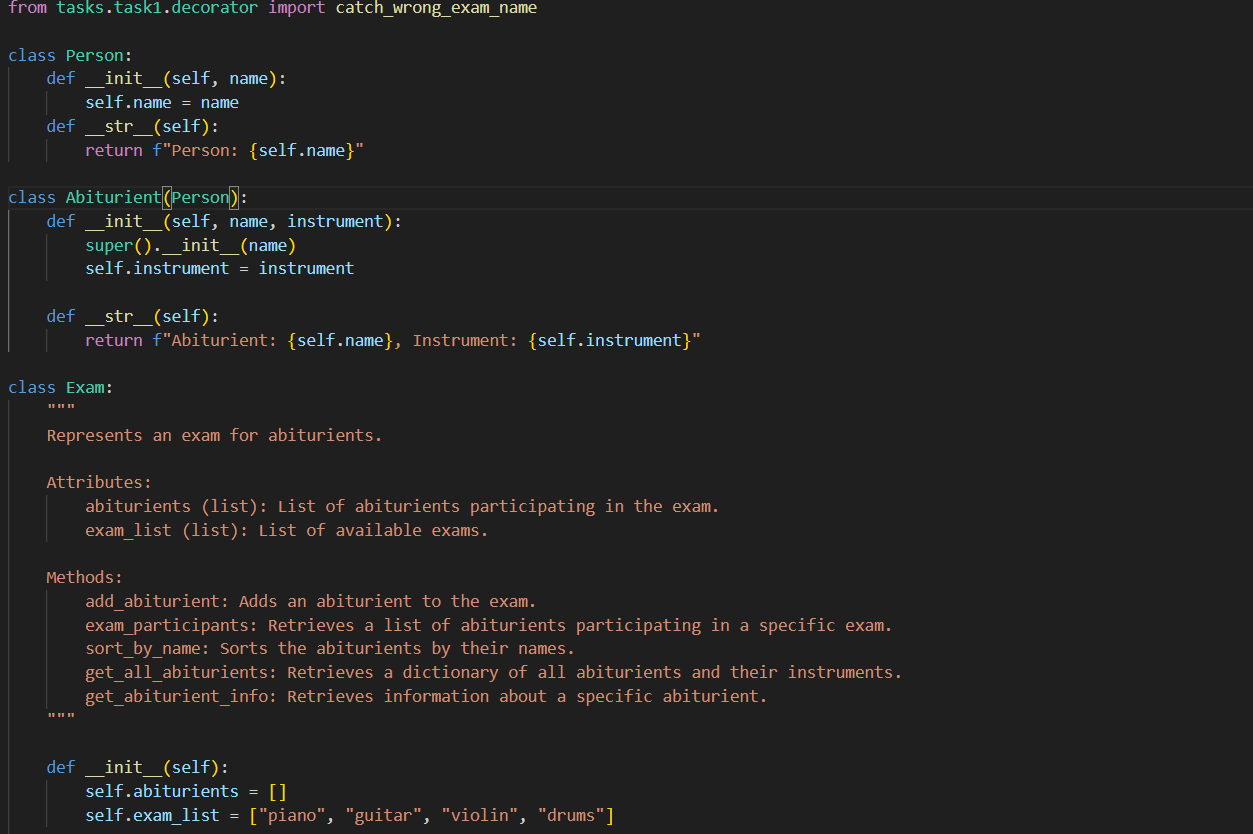 from tasks.task1.decorator import catch_wrong_exam_name

class Person:
    def __init__(self, name):
        self.name = name
    def __str__(self):
        return f"Person: {self.name}"

class Abiturient(Person):
    def __init__(self, name, instrument):
        super().__init__(name)
        self.instrument = instrument

    def __str__(self):
        return f"Abiturient: {self.name}, Instrument: {self.instrument}"

class Exam:
    """
    Represents an exam for abiturients.

    Attributes:
        abiturients (list): List of abiturients participating in the exam.
        exam_list (list): List of available exams.

    Methods:
        add_abiturient: Adds an abiturient to the exam.
        exam_participants: Retrieves a list of abiturients participating in a specific exam.
        sort_by_name: Sorts the abiturients by their names.
        get_all_abiturients: Retrieves a dictionary of all abiturients and their instruments.
        get_abiturient_info: Retrieves information about a specific abiturient.
    """

    def __init__(self):
        self.abiturients = []
        self.exam_list = ["piano", "guitar", "violin", "drums"]